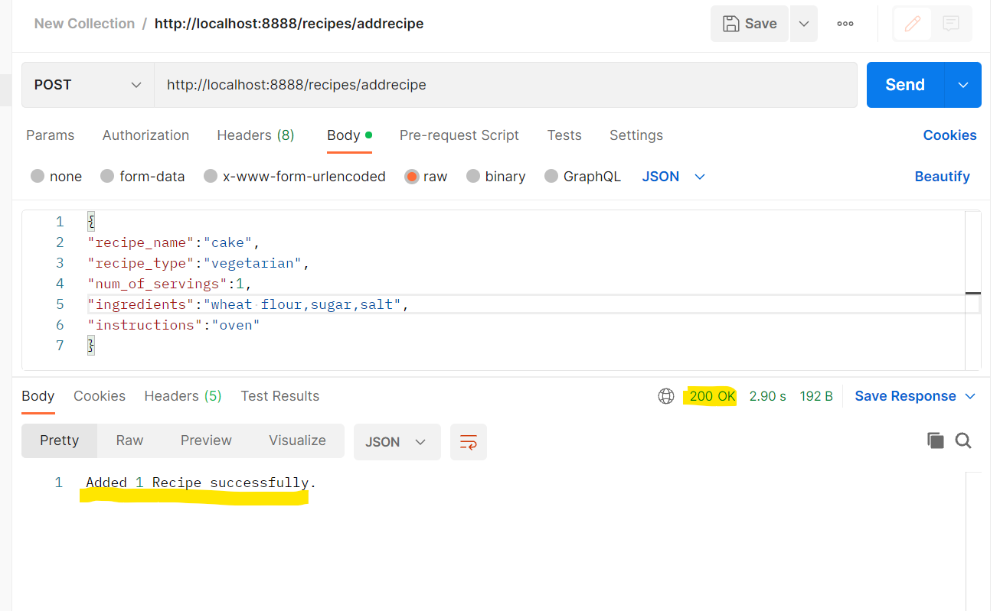 New Collection / http://localhost:8888/recipes/addrecipe
Save
POST
http://localhost:8888/recipes/addrecipe
Send
Params Authorization Headers (8) Body Pre-request Script Tests Settings Cookies
none form-data x-www-form-urlencoded raw binary GraphQL JSON Beautify
1 {
2 "recipe_name":"cake",
3 "recipe_type":"vegetarian",
4 "num_of_servings":1,
5 "ingredients":"wheat flour,sugar,salt",
6 "instructions":"oven"
7 }
Body Cookies Headers (5) Test Results 200 OK 2.90 s 192 B Save Response
Pretty Raw Preview Visualize JSON
1 Added 1 Recipe successfully.